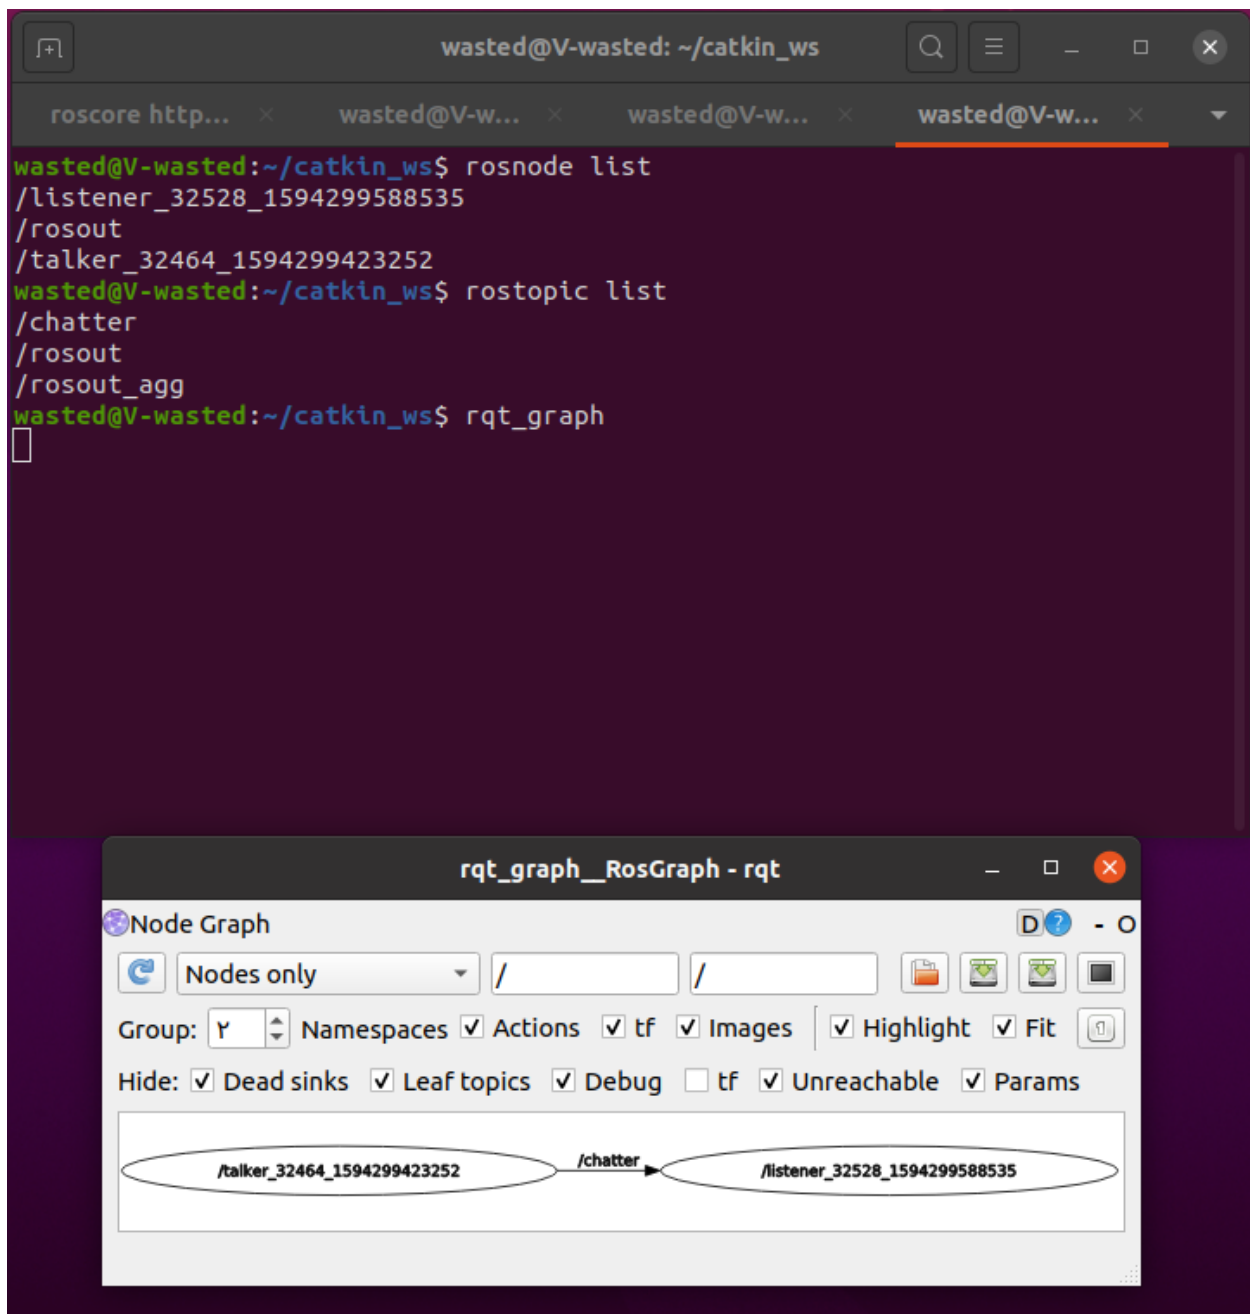 wasted@V-wasted: ~/catkin_ws
roscore http... wasted@V-w... wasted@V-w... wasted@V-w...
wasted@V-wasted:~/catkin_ws$ rosnode list
/listener_32528_1594299588535
/rosout
/talker_32464_1594299423252
wasted@V-wasted:~/catkin_ws$ rostopic list
/chatter
/rosout
/rosout_agg
wasted@V-wasted:~/catkin_ws$ rqt_graph
rqt_graph__RosGraph - rqt
Node Graph D ? - O
Nodes only / /
Group: ۲ Namespaces Actions tf Images Highlight Fit
Hide: Dead sinks Leaf topics Debug tf Unreachable Params
/talker_32464_1594299423252 /chatter /listener_32528_1594299588535